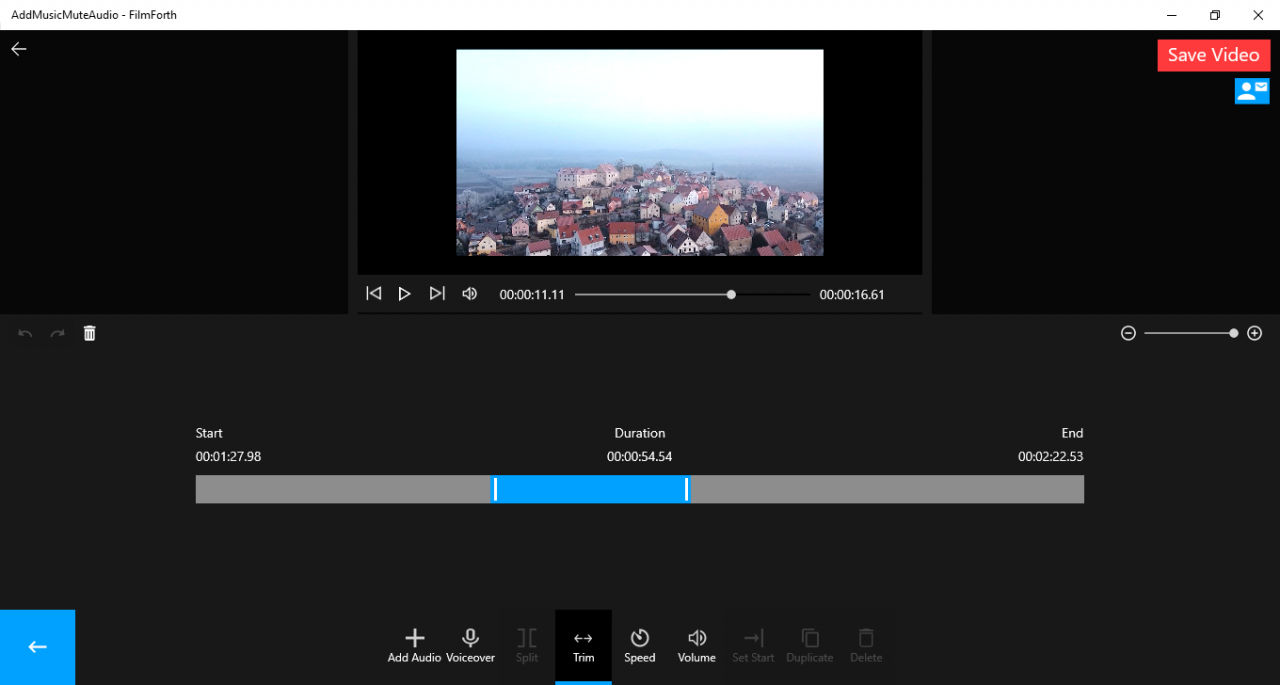 AddMusicMuteAudio - FilmForth
Save Video
00:00:11.11
00:00:16.61
Start
Duration
End
00:01:27.98
00:00:54.54
00:02:22.53
Add Audio
Voiceover
Split
Trim
Speed
Volume
Set Start
Duplicate
Delete